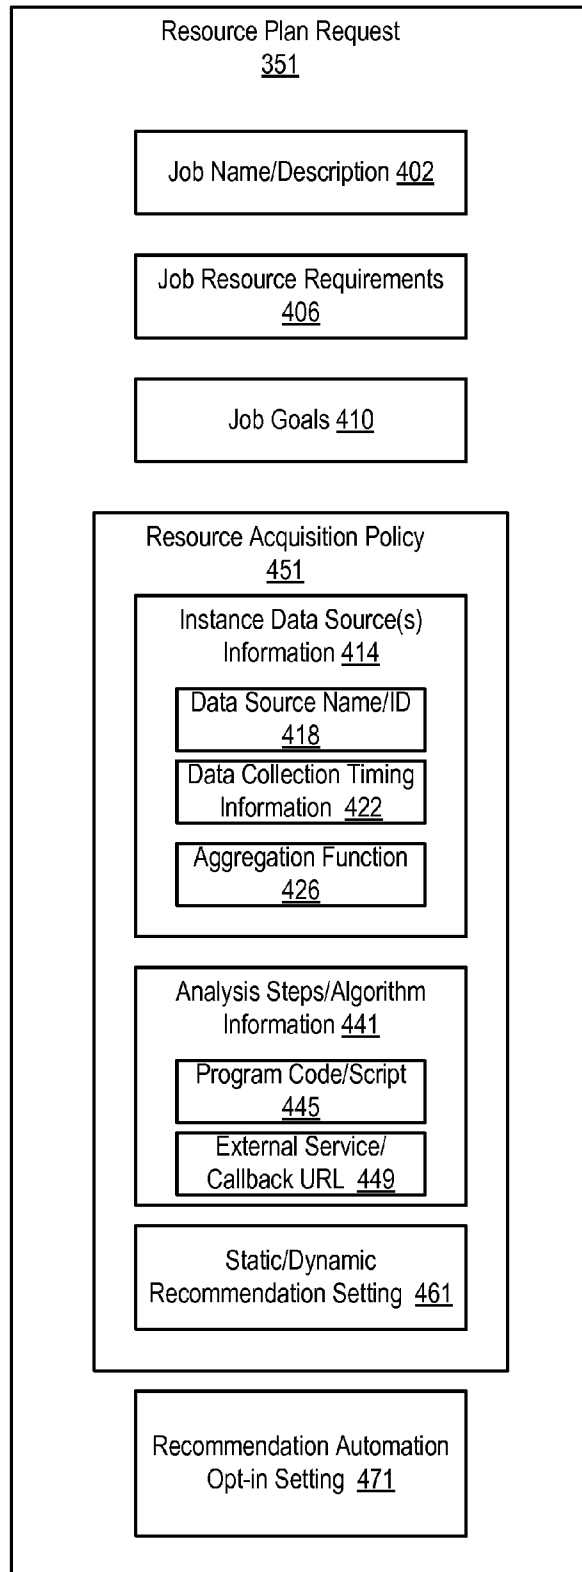 Resource Plan Request
351
Job Name/Description 402
Job Resource Requirements
406
Job Goals 410
Resource Acquisition Policy
451
Instance Data Source(s)
Information 414
Data Source Name/ID
418
Data Collection Timing
Information 422
Aggregation Function
426
Analysis Steps/Algorithm
Information 441
Program Code/Script
445
External Service/
Callback URL 449
Static/Dynamic
Recommendation Setting 461
Recommendation Automation
Opt-in Setting 471